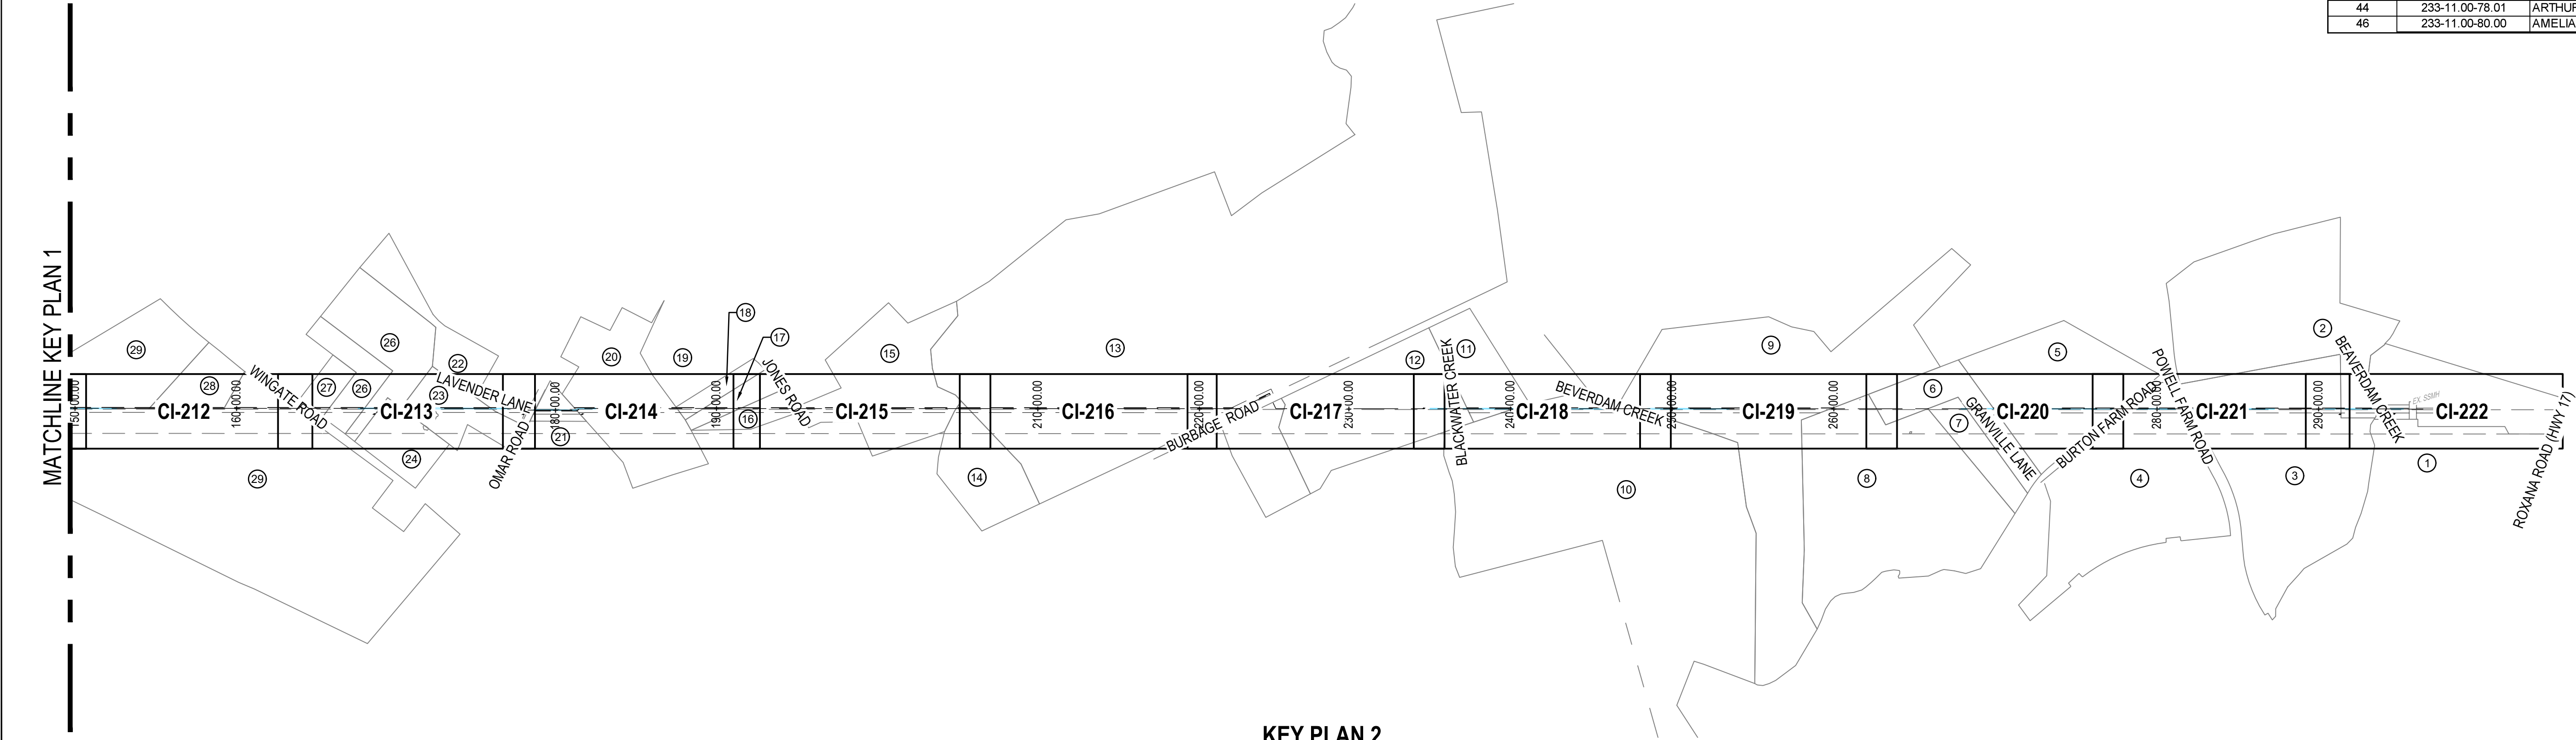 44 233-11.00-78.01 ARTHUR
46 233-11.00-80.00 AMELIA
MATCHLINE KEY PLAN 1
29
28
WINGATE ROAD
27
26
26
22
23
LAVENDER LANE
24
29
OMAR ROAD
21
20
19
18
17
16
JONES ROAD
15
14
13
BURBAGE ROAD
12
11
BLACKWATER CREEK
BEVERDAM CREEK
10
9
8
6
7
5
GRANVILLE LANE
BURTON FARM ROAD
POWELL FARM ROAD
4
3
2
BEAVERDAM CREEK
EX. SSMH
1
ROXANA ROAD (HWY 17)
150+00.00
160+00.00
180+00.00
190+00.00
210+00.00
220+00.00
230+00.00
240+00.00
250+00.00
260+00.00
280+00.00
290+00.00
CI-212
CI-213
CI-214
CI-215
CI-216
CI-217
CI-218
CI-219
CI-220
CI-221
CI-222
KEY PLAN 2